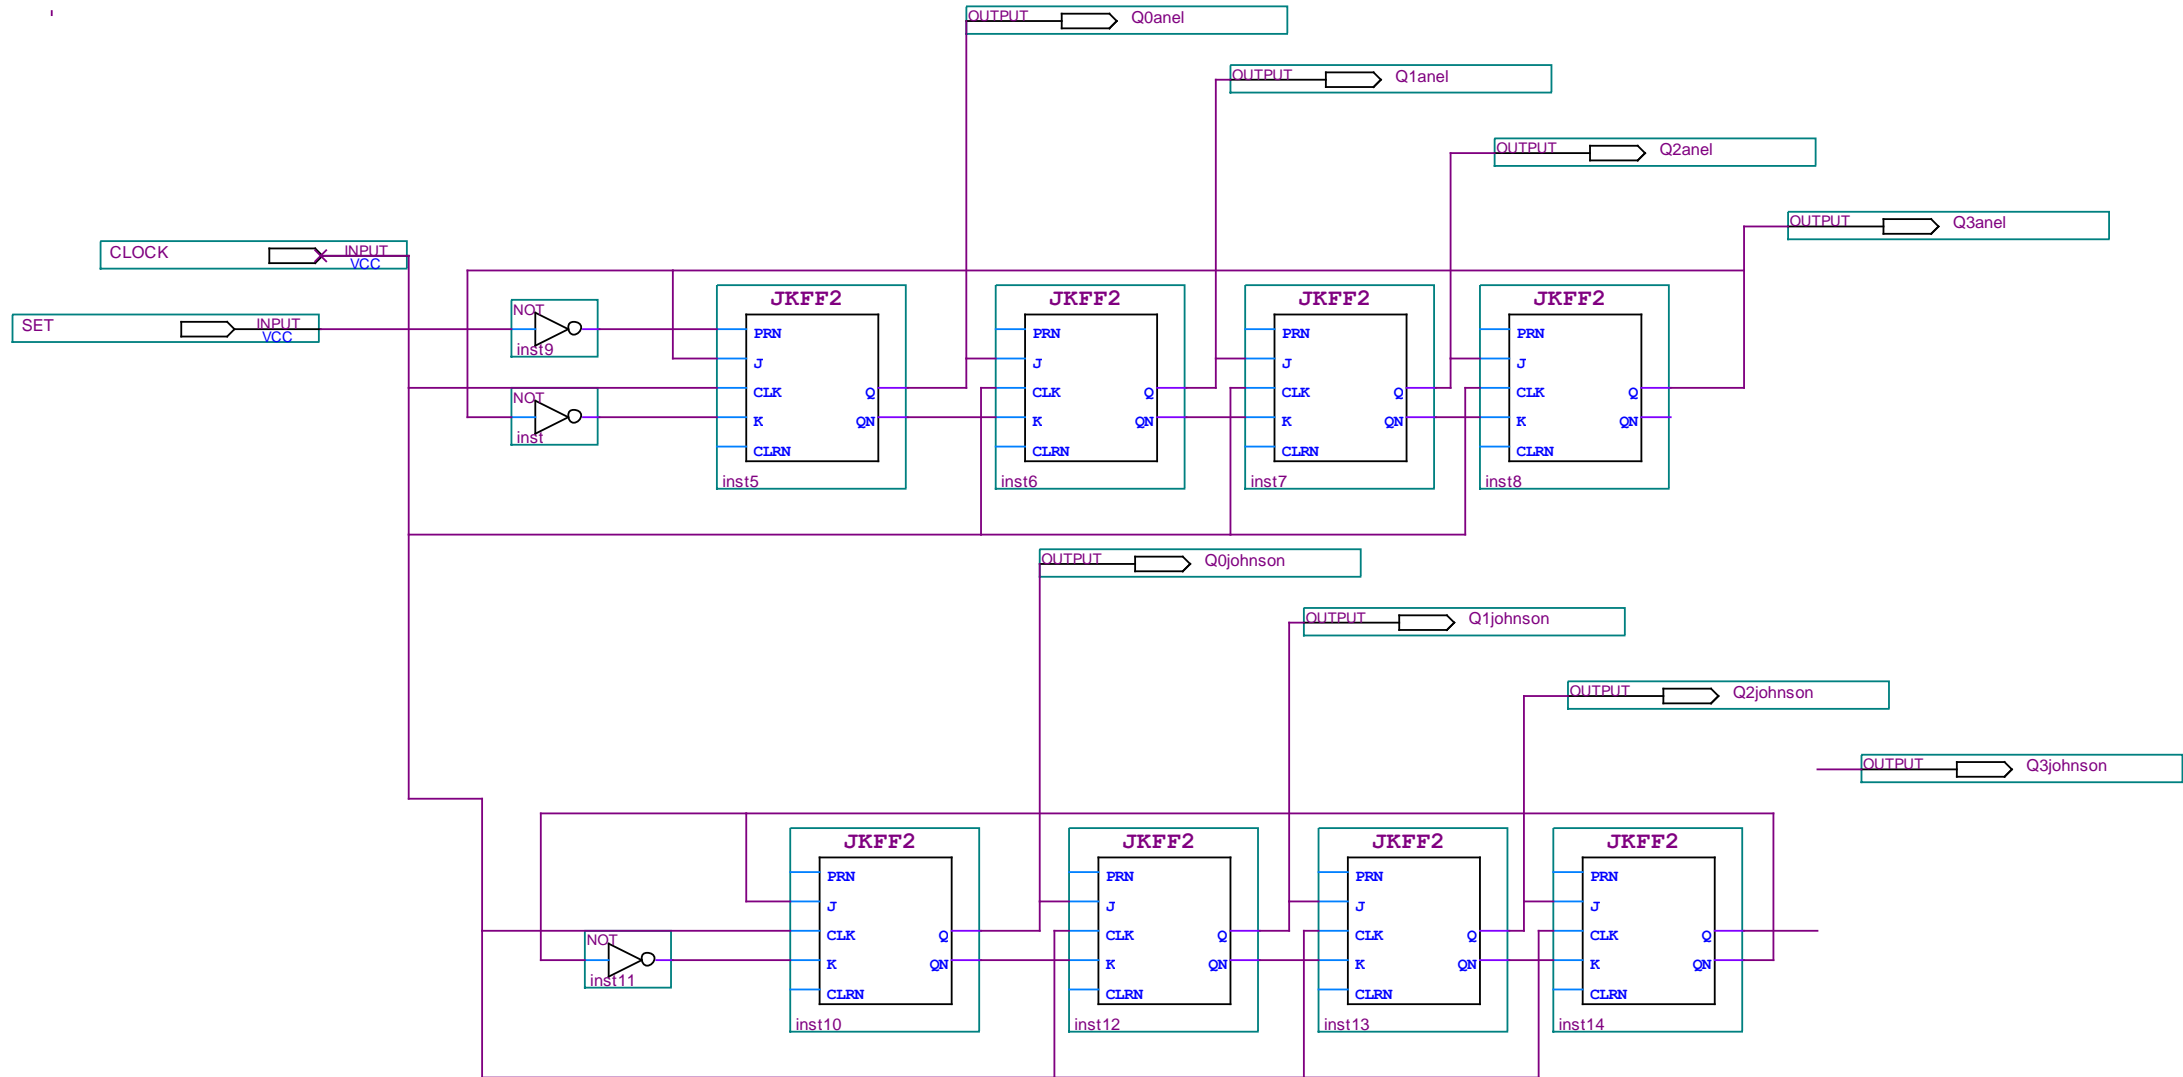 OUTPUT Q0anel
OUTPUT Q1anel
OUTPUT Q2anel
OUTPUT Q3anel
CLOCK INPUT
VCC
SET INPUT
VCC
NOT
inst9
NOT
inst
JKFF2
PRN
J
CLK Q
K QN
CLRN
inst5
JKFF2
PRN
J
CLK Q
K QN
CLRN
inst6
JKFF2
PRN
J
CLK Q
K QN
CLRN
inst7
JKFF2
PRN
J
CLK Q
K QN
CLRN
inst8
OUTPUT Q0johnson
OUTPUT Q1johnson
OUTPUT Q2johnson
OUTPUT Q3johnson
NOT
inst11
JKFF2
PRN
J
CLK Q
K QN
CLRN
inst10
JKFF2
PRN
J
CLK Q
K QN
CLRN
inst12
JKFF2
PRN
J
CLK Q
K QN
CLRN
inst13
JKFF2
PRN
J
CLK Q
K QN
CLRN
inst14